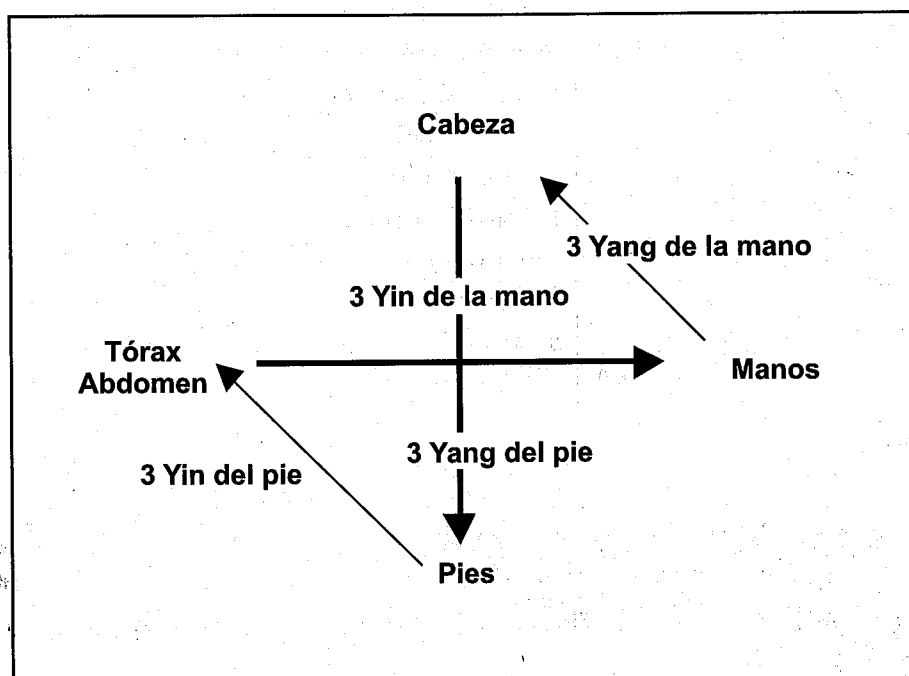 Cabeza
3 Yang de la mano
3 Yin de la mano
Tórax
Abdomen
Manos
3 Yang del pie
3 Yin del pie
Pies